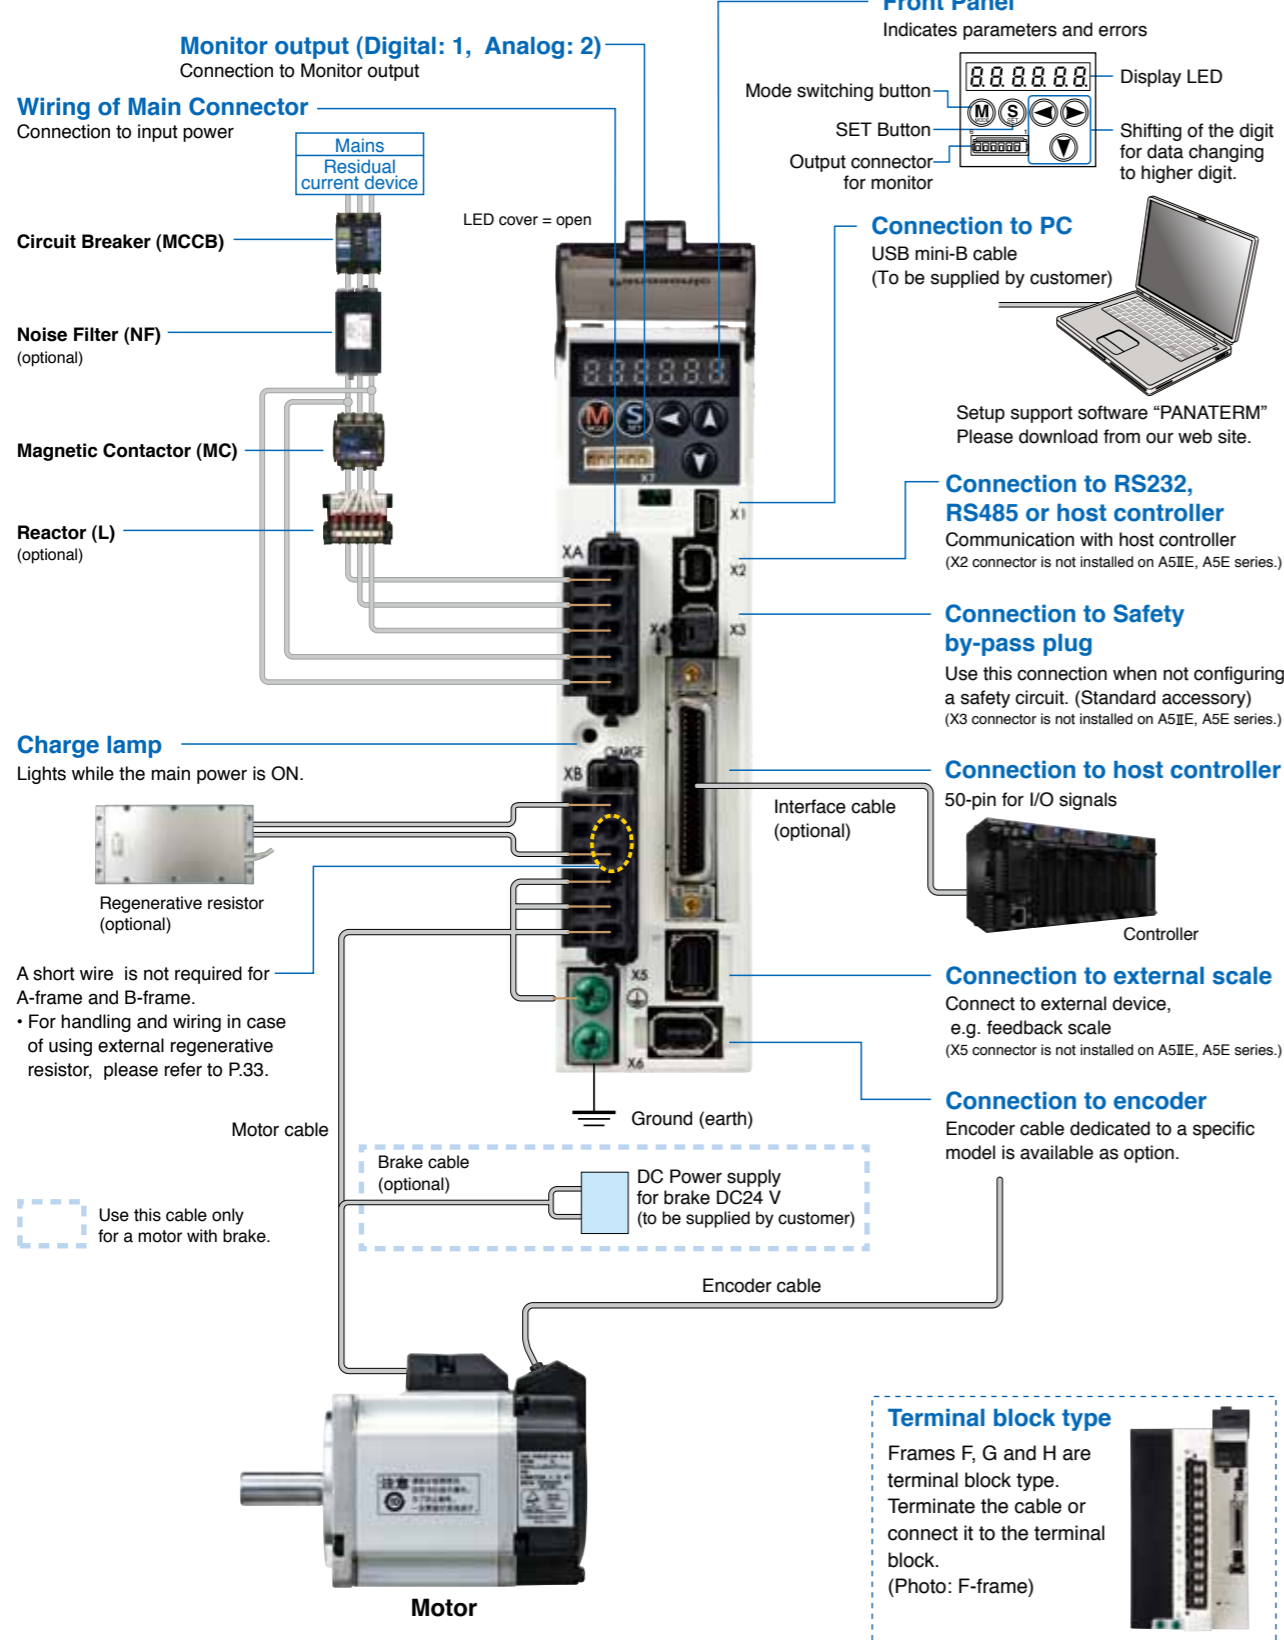 Front Panel
Indicates parameters and errors
Monitor output (Digital: 1, Analog: 2)
Connection to Monitor output
Display LED
Mode switching button
M
MODE
S
SET
SET Button
Shifting of the digit
for data changing
to higher digit.
6
1
Output connector
for monitor
Wiring of Main Connector
Connection to input power
Mains
Residual
current device
LED cover = open
Circuit Breaker (MCCB)
Noise Filter (NF)
(optional)
Magnetic Contactor (MC)
Reactor (L)
(optional)
Panasonic
M
MODE
S
SET
X7
X1
XA
X2
X4
X3
CHARGE
XB
X5
X6
Connection to PC
USB mini-B cable
(To be supplied by customer)
Setup support software “PANATERM”
Please download from our web site.
Connection to RS232,
RS485 or host controller
Communication with host controller
(X2 connector is not installed on A5ⅡE, A5E series.)
Connection to Safety
by-pass plug
Use this connection when not configuring
a safety circuit. (Standard accessory)
(X3 connector is not installed on A5ⅡE, A5E series.)
Charge lamp
Lights while the main power is ON.
Connection to host controller
50-pin for I/O signals
Interface cable
(optional)
Controller
Regenerative resistor
(optional)
A short wire is not required for
A-frame and B-frame.
・For handling and wiring in case
of using external regenerative
resistor, please refer to P.33.
Connection to external scale
Connect to external device,
e.g. feedback scale
(X5 connector is not installed on A5ⅡE, A5E series.)
Connection to encoder
Encoder cable dedicated to a specific
model is available as option.
Ground (earth)
Motor cable
Brake cable
(optional)
DC Power supply
for brake DC24 V
(to be supplied by customer)
Use this cable only
for a motor with brake.
Encoder cable
Motor
Terminal block type
Frames F, G and H are
terminal block type.
Terminate the cable or
connect it to the terminal
block.
(Photo: F-frame)